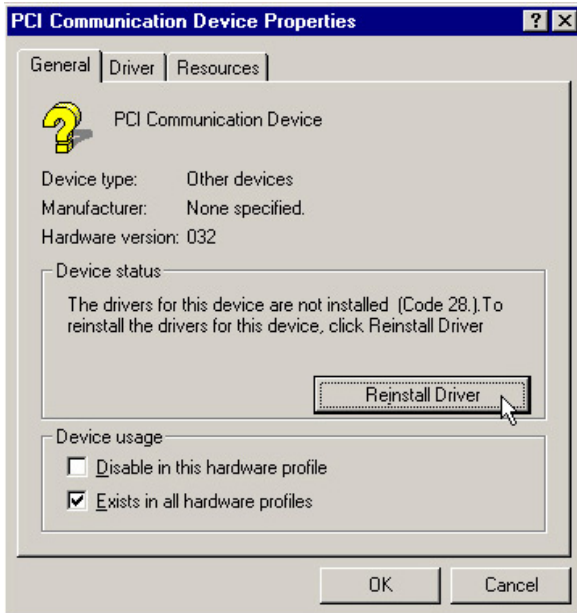 PCI Communication Device Properties
General Driver Resources
PCI Communication Device
Device type: Other devices
Manufacturer: None specified.
Hardware version: 032
Device status
The drivers for this device are not installed (Code 28.).To
reinstall the drivers for this device, click Reinstall Driver
Reinstall Driver
Device usage
Disable in this hardware profile
Exists in all hardware profiles
OK Cancel